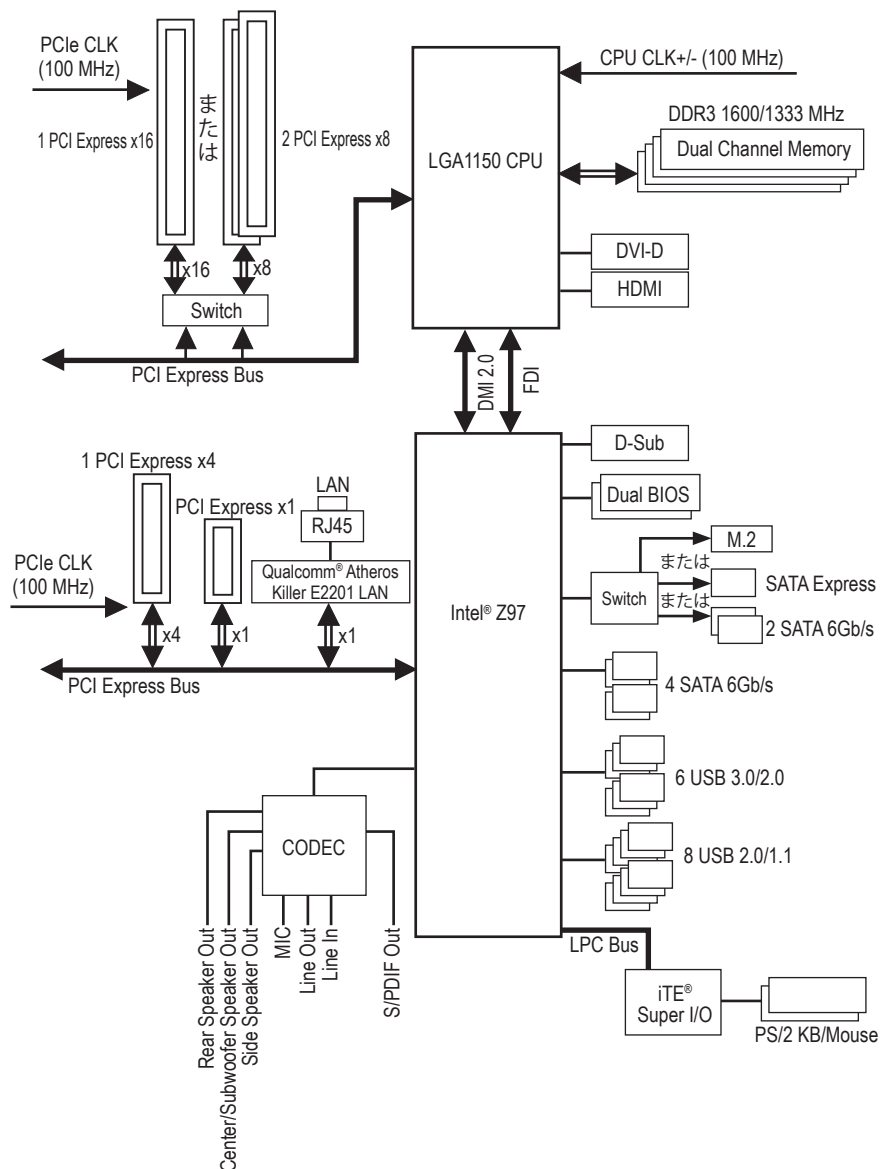 PCIe CLK
(100 MHz)
1 PCI Express x16
または
2 PCI Express x8
x16
x8
Switch
PCI Express Bus
LGA1150 CPU
CPU CLK+/- (100 MHz)
DDR3 1600/1333 MHz
Dual Channel Memory
DVI-D
HDMI
DMI 2.0
FDI
1 PCI Express x4
PCI Express x1
LAN
RJ45
Qualcomm® Atheros
Killer E2201 LAN
PCIe CLK
(100 MHz)
x4
x1
x1
PCI Express Bus
Intel® Z97
D-Sub
Dual BIOS
Switch
M.2
または
SATA Express
または
2 SATA 6Gb/s
4 SATA 6Gb/s
6 USB 3.0/2.0
8 USB 2.0/1.1
CODEC
Rear Speaker Out
Center/Subwoofer Speaker Out
Side Speaker Out
MIC
Line Out
Line In
S/PDIF Out
LPC Bus
iTE®
Super I/O
PS/2 KB/Mouse